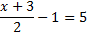 (x + 3)/2 − 1 = 5